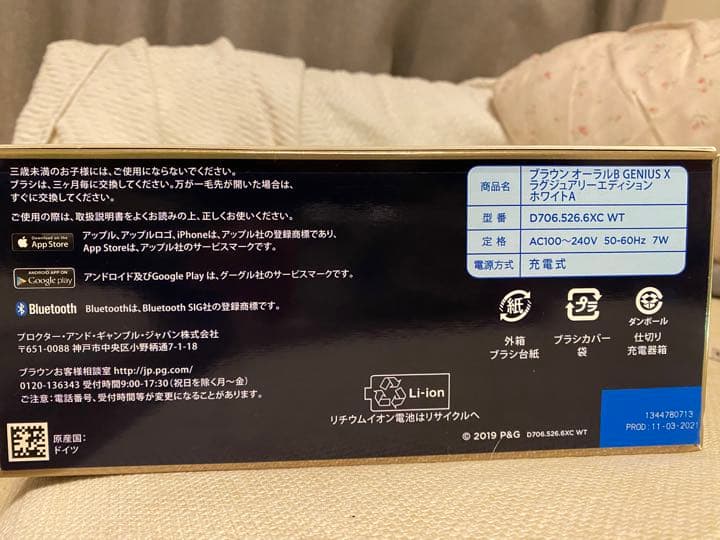 三歳未満のお子様には、ご使用にならないでください。
ブラシは、三ヶ月毎に交換してください。万が一毛先が開いた場合は、
すぐに交換してください。
ご使用の際は、取扱説明書をよくお読みの上、正しくお使いください。
Download on the App Store
アップル、アップルロゴ、iPhoneは、アップル社の登録商標であり、
App Storeは、アップル社のサービスマークです。
ANDROID APP ON Google play
アンドロイド及びGoogle Play は、グーグル社のサービスマークです。
Bluetooth
Bluetoothは、Bluetooth SIG社の登録商標です。
プロクター・アンド・ギャンブル・ジャパン株式会社
〒651-0088 神戸市中央区小野柄通7-1-18
ブラウンお客様相談室 http://jp.pg.com/
0120-136343 受付時間9:00-17:30(祝日を除く月~金)
ご注意:電話番号、受付時間等が変更になることがあります。
原産国:
ドイツ
商品名 ブラウン オーラルB GENIUS X
ラグジュアリーエディション
ホワイトA
型番 D706.526.6XC WT
定格 AC100~240V 50-60Hz 7W
電源方式 充電式
紙
外箱
ブラシ台紙
プラ
ブラシカバー
袋
ダンボール
仕切り
充電器箱
Li-ion
リチウムイオン電池はリサイクルへ
© 2019 P&G D706.526.6XC WT
1344780713
PROD: 11-03-2021